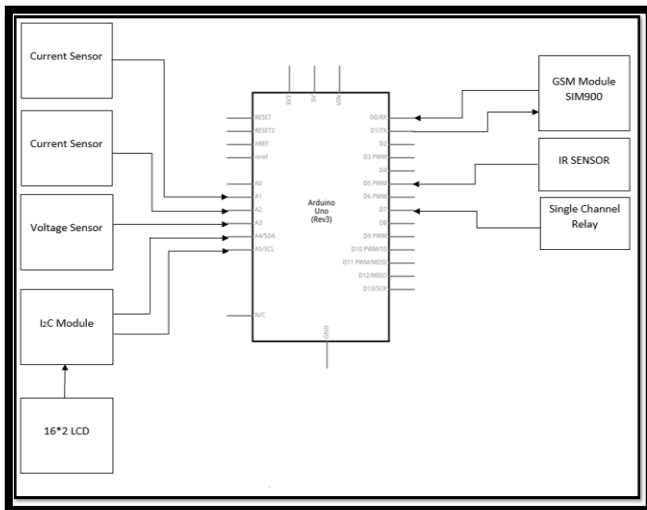 Current Sensor
Current Sensor
Voltage Sensor
I2C Module
16*2 LCD
3V3
5V
VIN
RESET
RESET2
AREF
ioref
A0
A1
A2
A3
A4/SDA
A5/SCL
N/C
Arduino
Uno
(Rev3)
D0/RX
D1/TX
D2
D3 PWM
D4
D5 PWM
D6 PWM
D7
D8
D9 PWM
D10 PWM/SS
D11 PWM/MOSI
D12/MISO
D13/SCK
GND
GSM Module
SIM900
IR SENSOR
Single Channel
Relay